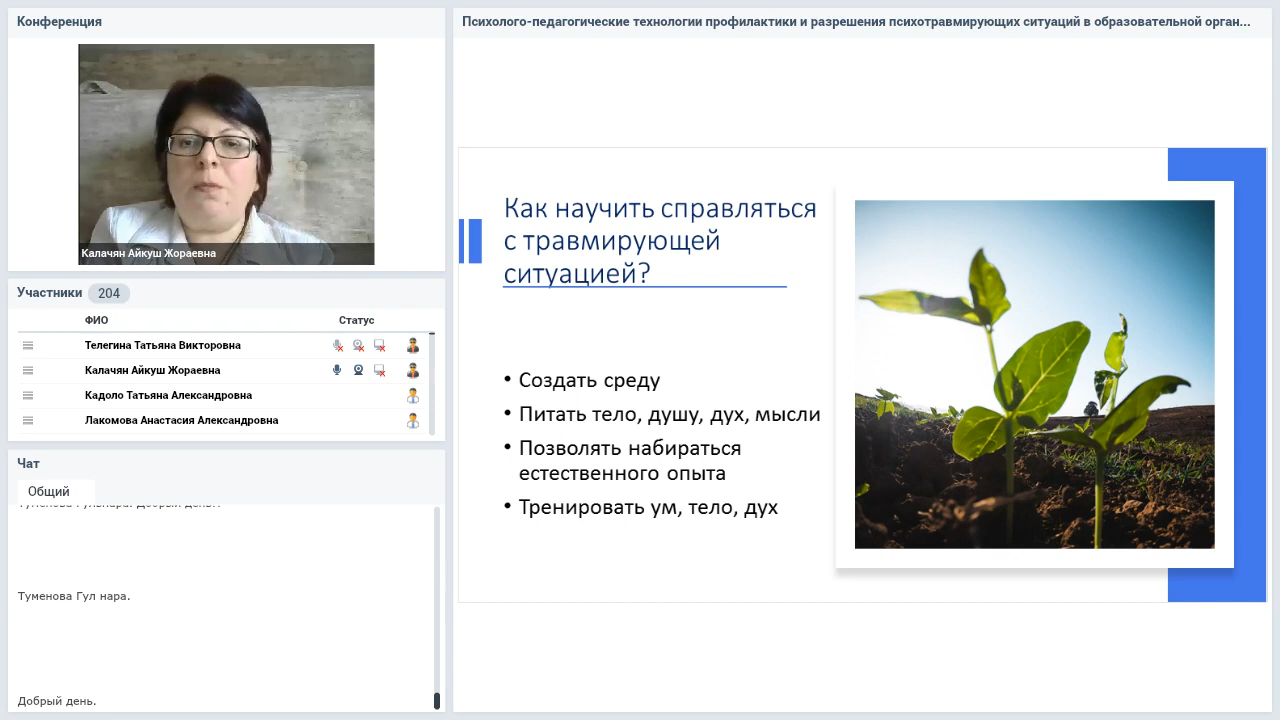 Конференция
Калачян Айкуш Жораевна
Участники 204
ФИО Статус
Телегина Татьяна Викторовна
Калачян Айкуш Жораевна
Кадоло Татьяна Александровна
Лакомова Анастасия Александровна
Чат
Общий
Туменова Гул нара.
Добрый день.
Психолого-педагогические технологии профилактики и разрешения психотравмирующих ситуаций в образовательной орган...
Как научить справляться
с травмирующей
ситуацией?
• Создать среду
• Питать тело, душу, дух, мысли
• Позволять набираться
естественного опыта
• Тренировать ум, тело, дух